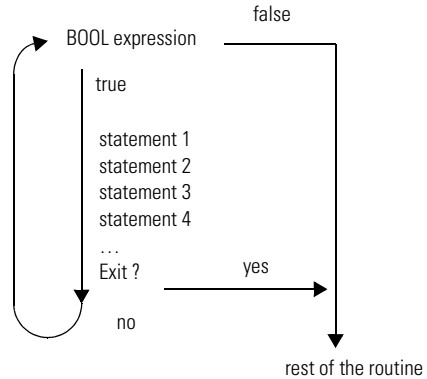 false
BOOL expression
true
statement 1
statement 2
statement 3
statement 4
...
Exit ?
yes
no
rest of the routine